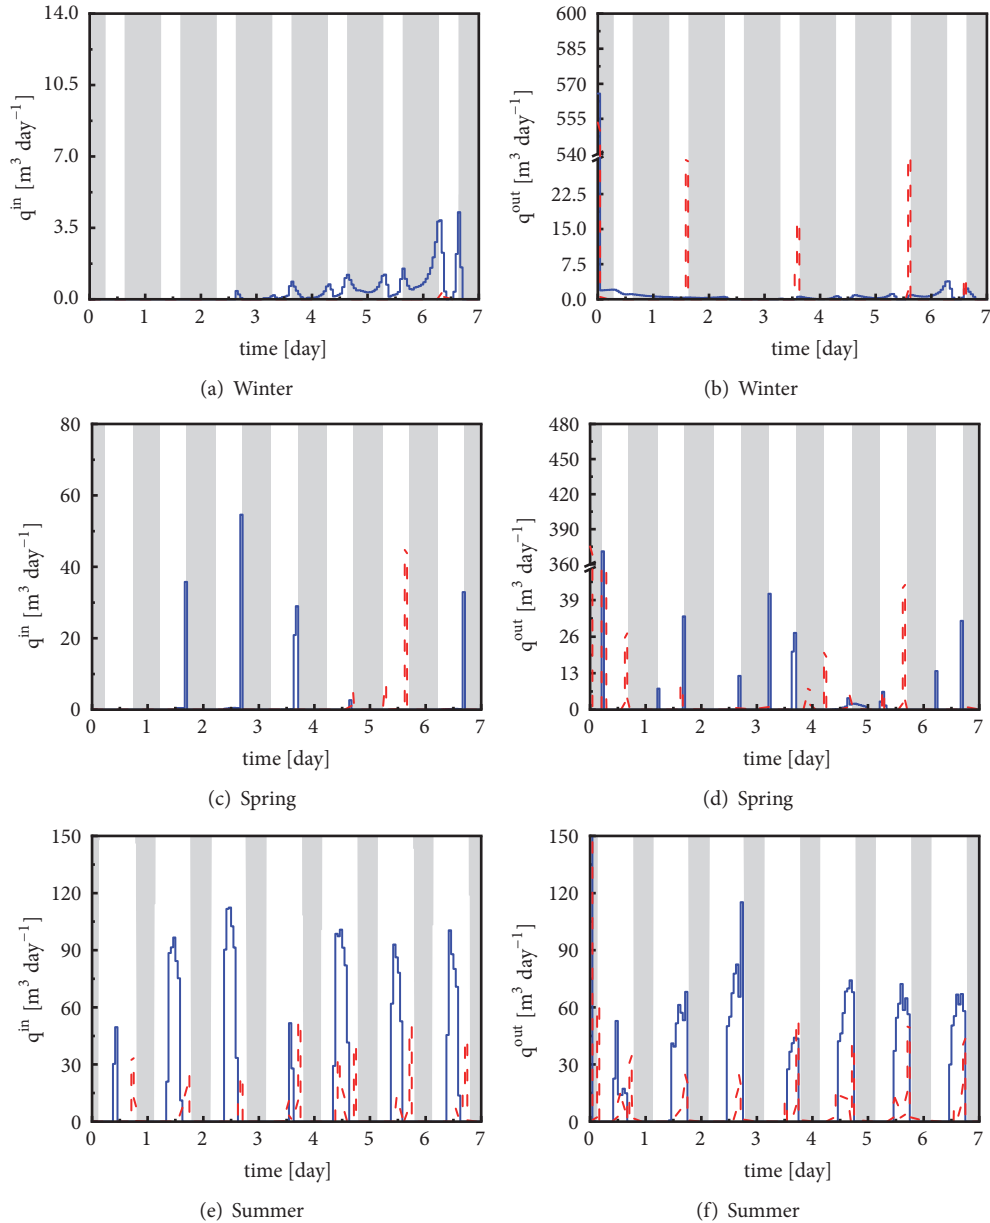 14.0
10.5
7.0
3.5
0.0
q^in [m^3 day^−1]
0 1 2 3 4 5 6 7
time [day]
(a) Winter
600
585
570
565
540
22.5
15.0
7.5
0.0
q^out [m^3 day^−1]
0 1 2 3 4 5 6 7
time [day]
(b) Winter
80
60
40
20
0
q^in [m^3 day^−1]
0 1 2 3 4 5 6 7
time [day]
(c) Spring
480
450
420
390
360
39
26
13
0
q^out [m^3 day^−1]
0 1 2 3 4 5 6 7
time [day]
(d) Spring
150
120
90
60
30
0
q^in [m^3 day^−1]
0 1 2 3 4 5 6 7
time [day]
(e) Summer
150
120
90
60
30
0
q^out [m^3 day^−1]
0 1 2 3 4 5 6 7
time [day]
(f) Summer